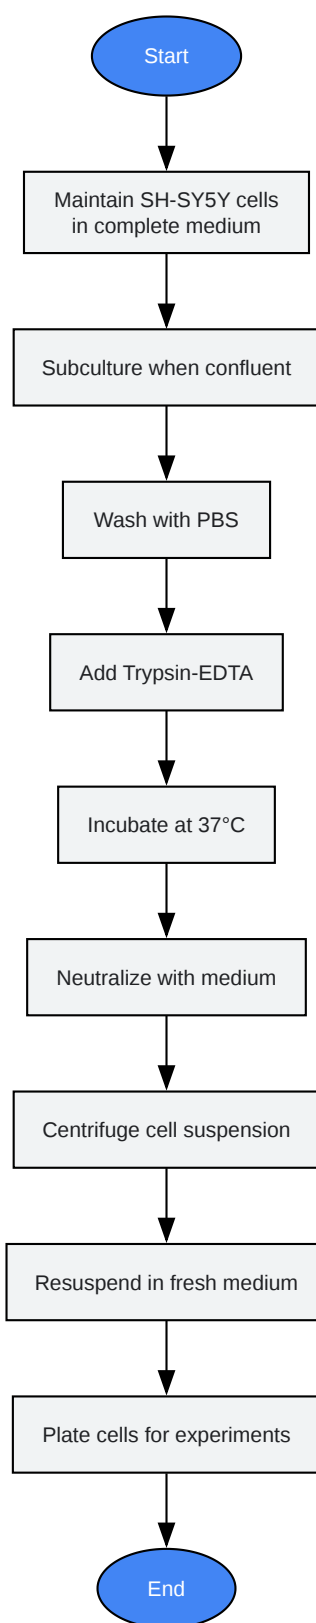 Start
Maintain SH-SY5Y cells
in complete medium
Subculture when confluent
Wash with PBS
Add Trypsin-EDTA
Incubate at 37°C
Neutralize with medium
Centrifuge cell suspension
Resuspend in fresh medium
Plate cells for experiments
End